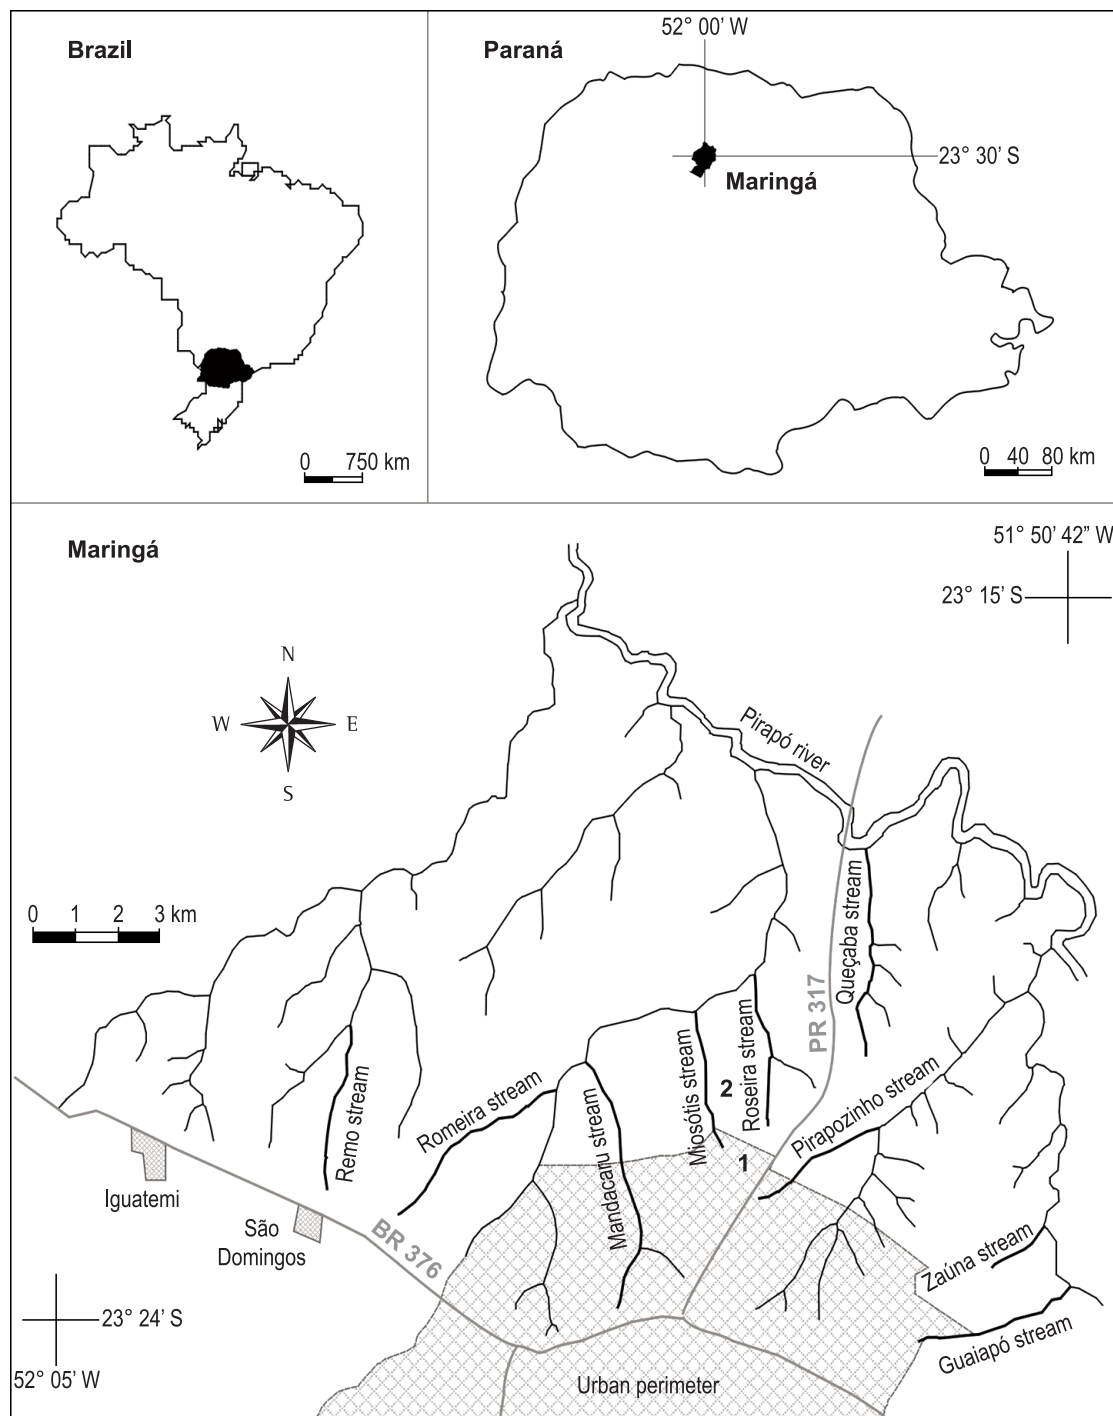 Brazil
0 750 km
Paraná
52° 00’ W
23° 30’ S
Maringá
0 40 80 km
Maringá
51° 50’ 42” W
23° 15’ S
N
W E
S
0 1 2 3 km
Pirapó river
PR 317
Queçaba stream
Remo stream
Romeira stream
Mandacaru stream
Miosótis stream
2
Roseira stream
1
Pirapozinho stream
Zaúna stream
Guaiapó stream
Iguatemi
São
Domingos
BR 376
23° 24’ S
52° 05’ W
Urban perimeter